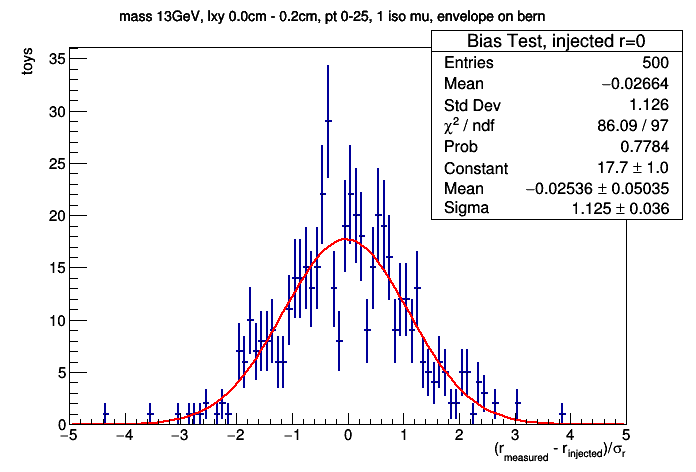 mass 13GeV, lxy 0.0cm - 0.2cm, pt 0-25, 1 iso mu, envelope on bern
Bias Test, injected r=0
Entries 500
Mean −0.02664
Std Dev 1.126
χ² / ndf 86.09 / 97
Prob 0.7784
Constant 17.7 ± 1.0
Mean −0.02536 ± 0.05035
Sigma 1.125 ± 0.036
toys
35
30
25
20
15
10
5
0
−5 −4 −3 −2 −1 0 1 2 3 4 5
(r_measured - r_injected)/σ_r